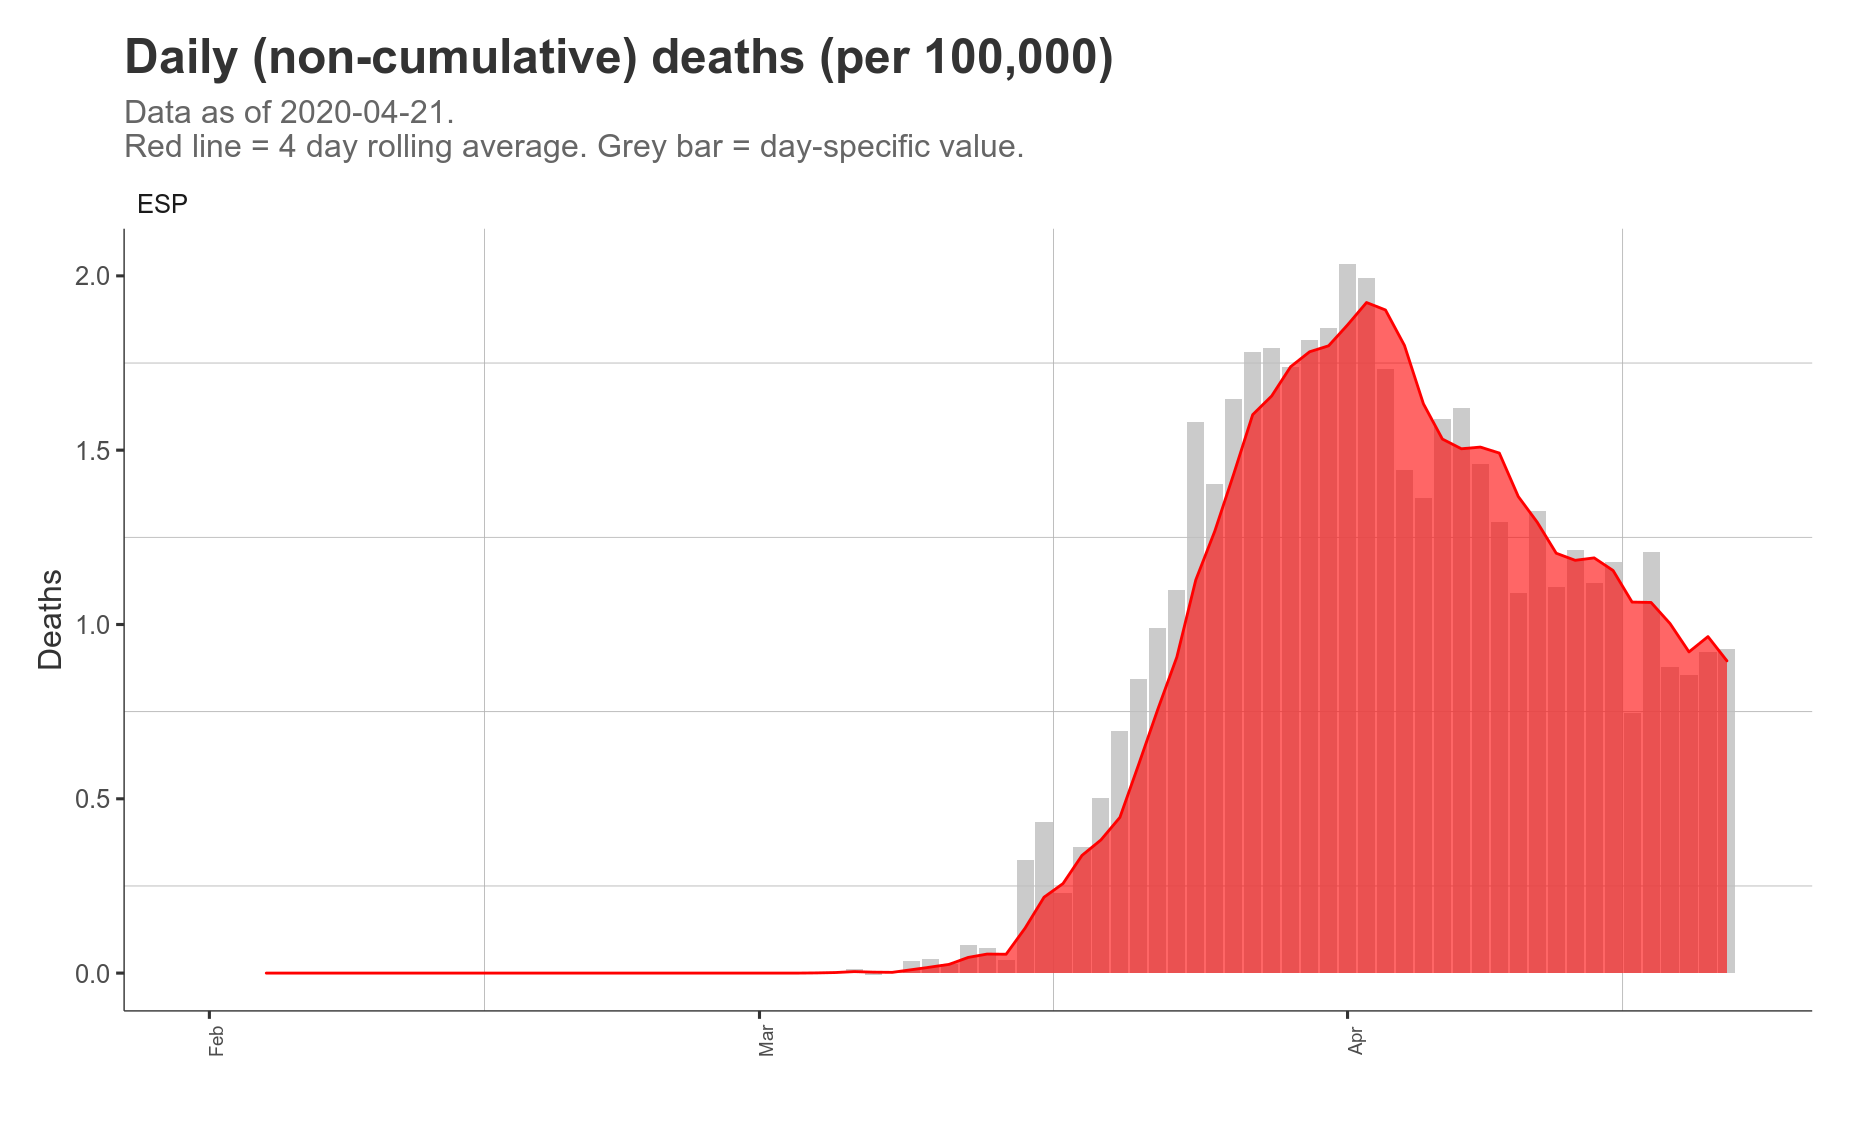 Daily (non-cumulative) deaths (per 100,000)
Data as of 2020-04-21.
Red line = 4 day rolling average. Grey bar = day-specific value.
ESP
Deaths
2.0
1.5
1.0
0.5
0.0
Feb
Mar
Apr